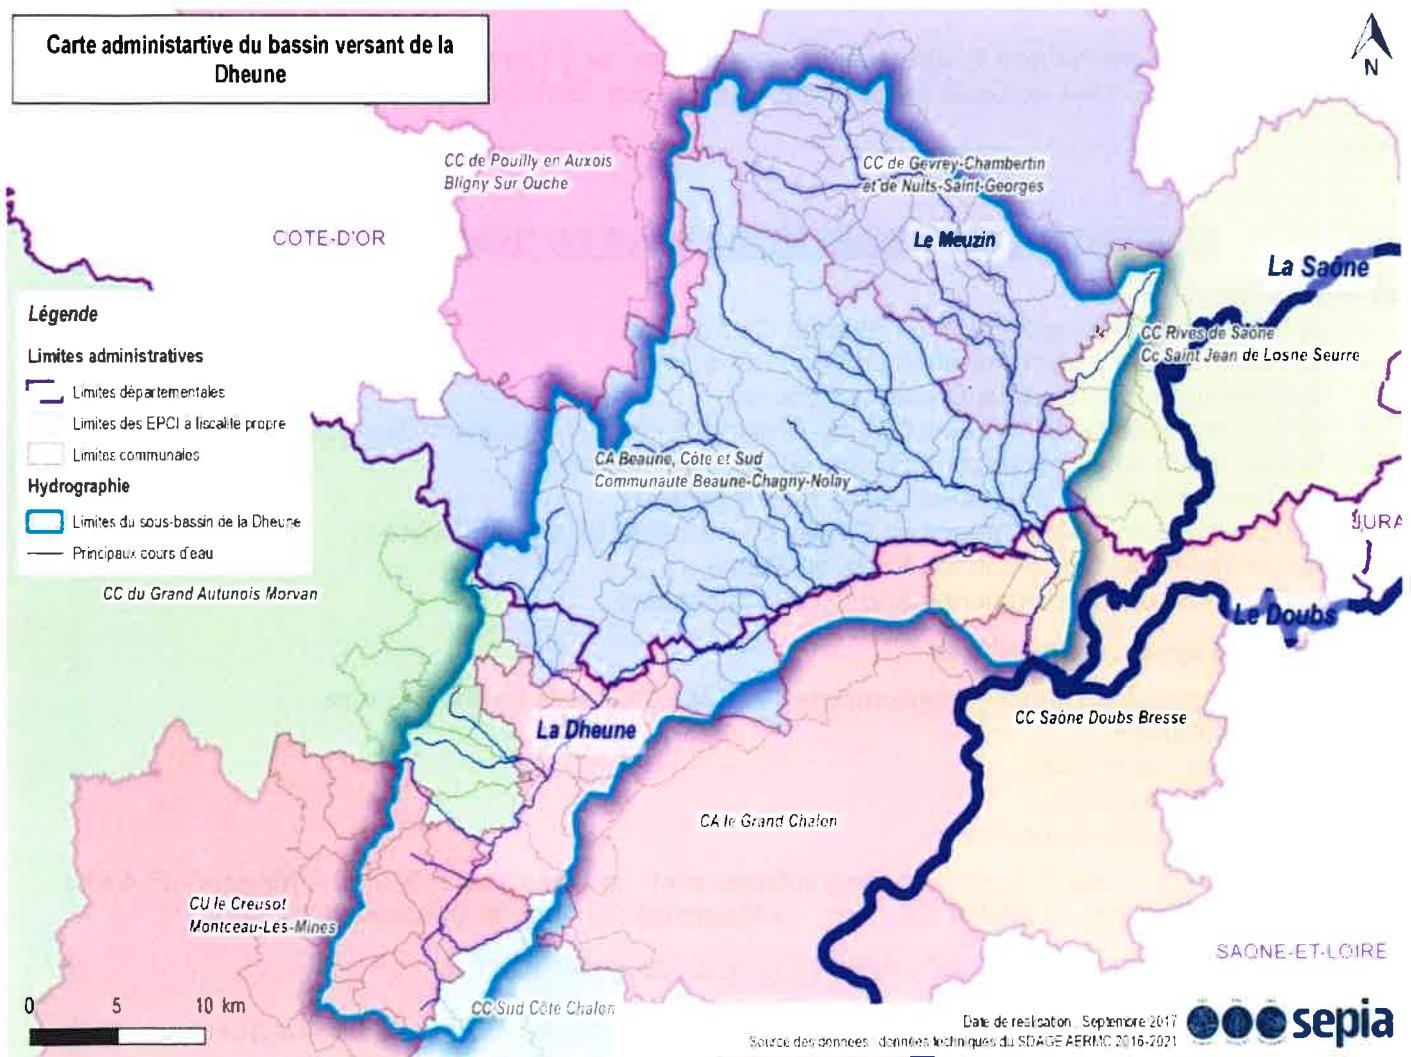 Carte administartive du bassin versant de la
Dheune
N
CC de Pouilly en Auxois
Bligny Sur Ouche
CC de Gevrey-Chambertin
et de Nuits-Saint-Georges
COTE-D'OR
Le Meuzin
La Saône
Légende
Limites administratives
Limites départementales
Limites des EPCI à fiscalité propre
Limites communales
Hydrographie
Limites du sous-bassin de la Dheune
Principaux cours d'eau
CC Rives de Saône
Cc Saint Jean de Losne Seurre
CA Beaune, Côte et Sud
Communauté Beaune-Chagny-Nolay
JURA
CC du Grand Autunois Morvan
Le Doubs
CC Saône Doubs Bresse
La Dheune
CA le Grand Chalon
CU le Creusot
Montceau-Les-Mines
SAONE-ET-LOIRE
0 5 10 km
CC Sud Côte Chalon
Date de réalisation : Septembre 2017
Source des données : données techniques du SDAGE AERMC 2016-2021
sepia